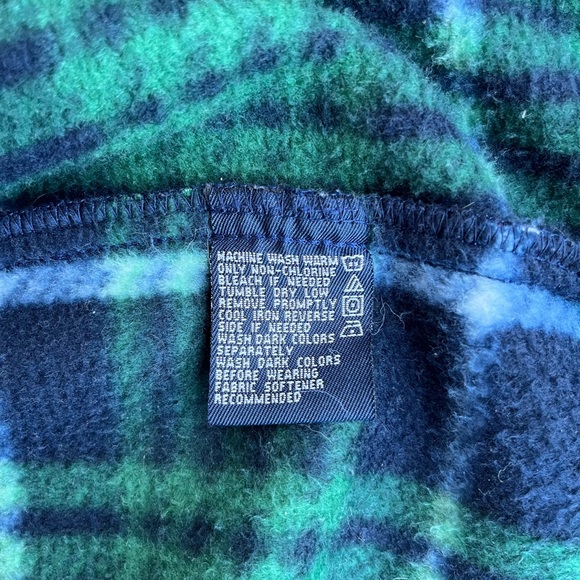 MACHINE WASH WARM
ONLY NON-CHLORINE
BLEACH IF NEEDED
TUMBLE DRY LOW
REMOVE PROMPTLY
COOL IRON REVERSE
SIDE IF NEEDED
WASH DARK COLORS
SEPARATELY
WASH DARK COLORS
BEFORE WEARING
FABRIC SOFTENER
RECOMMENDED